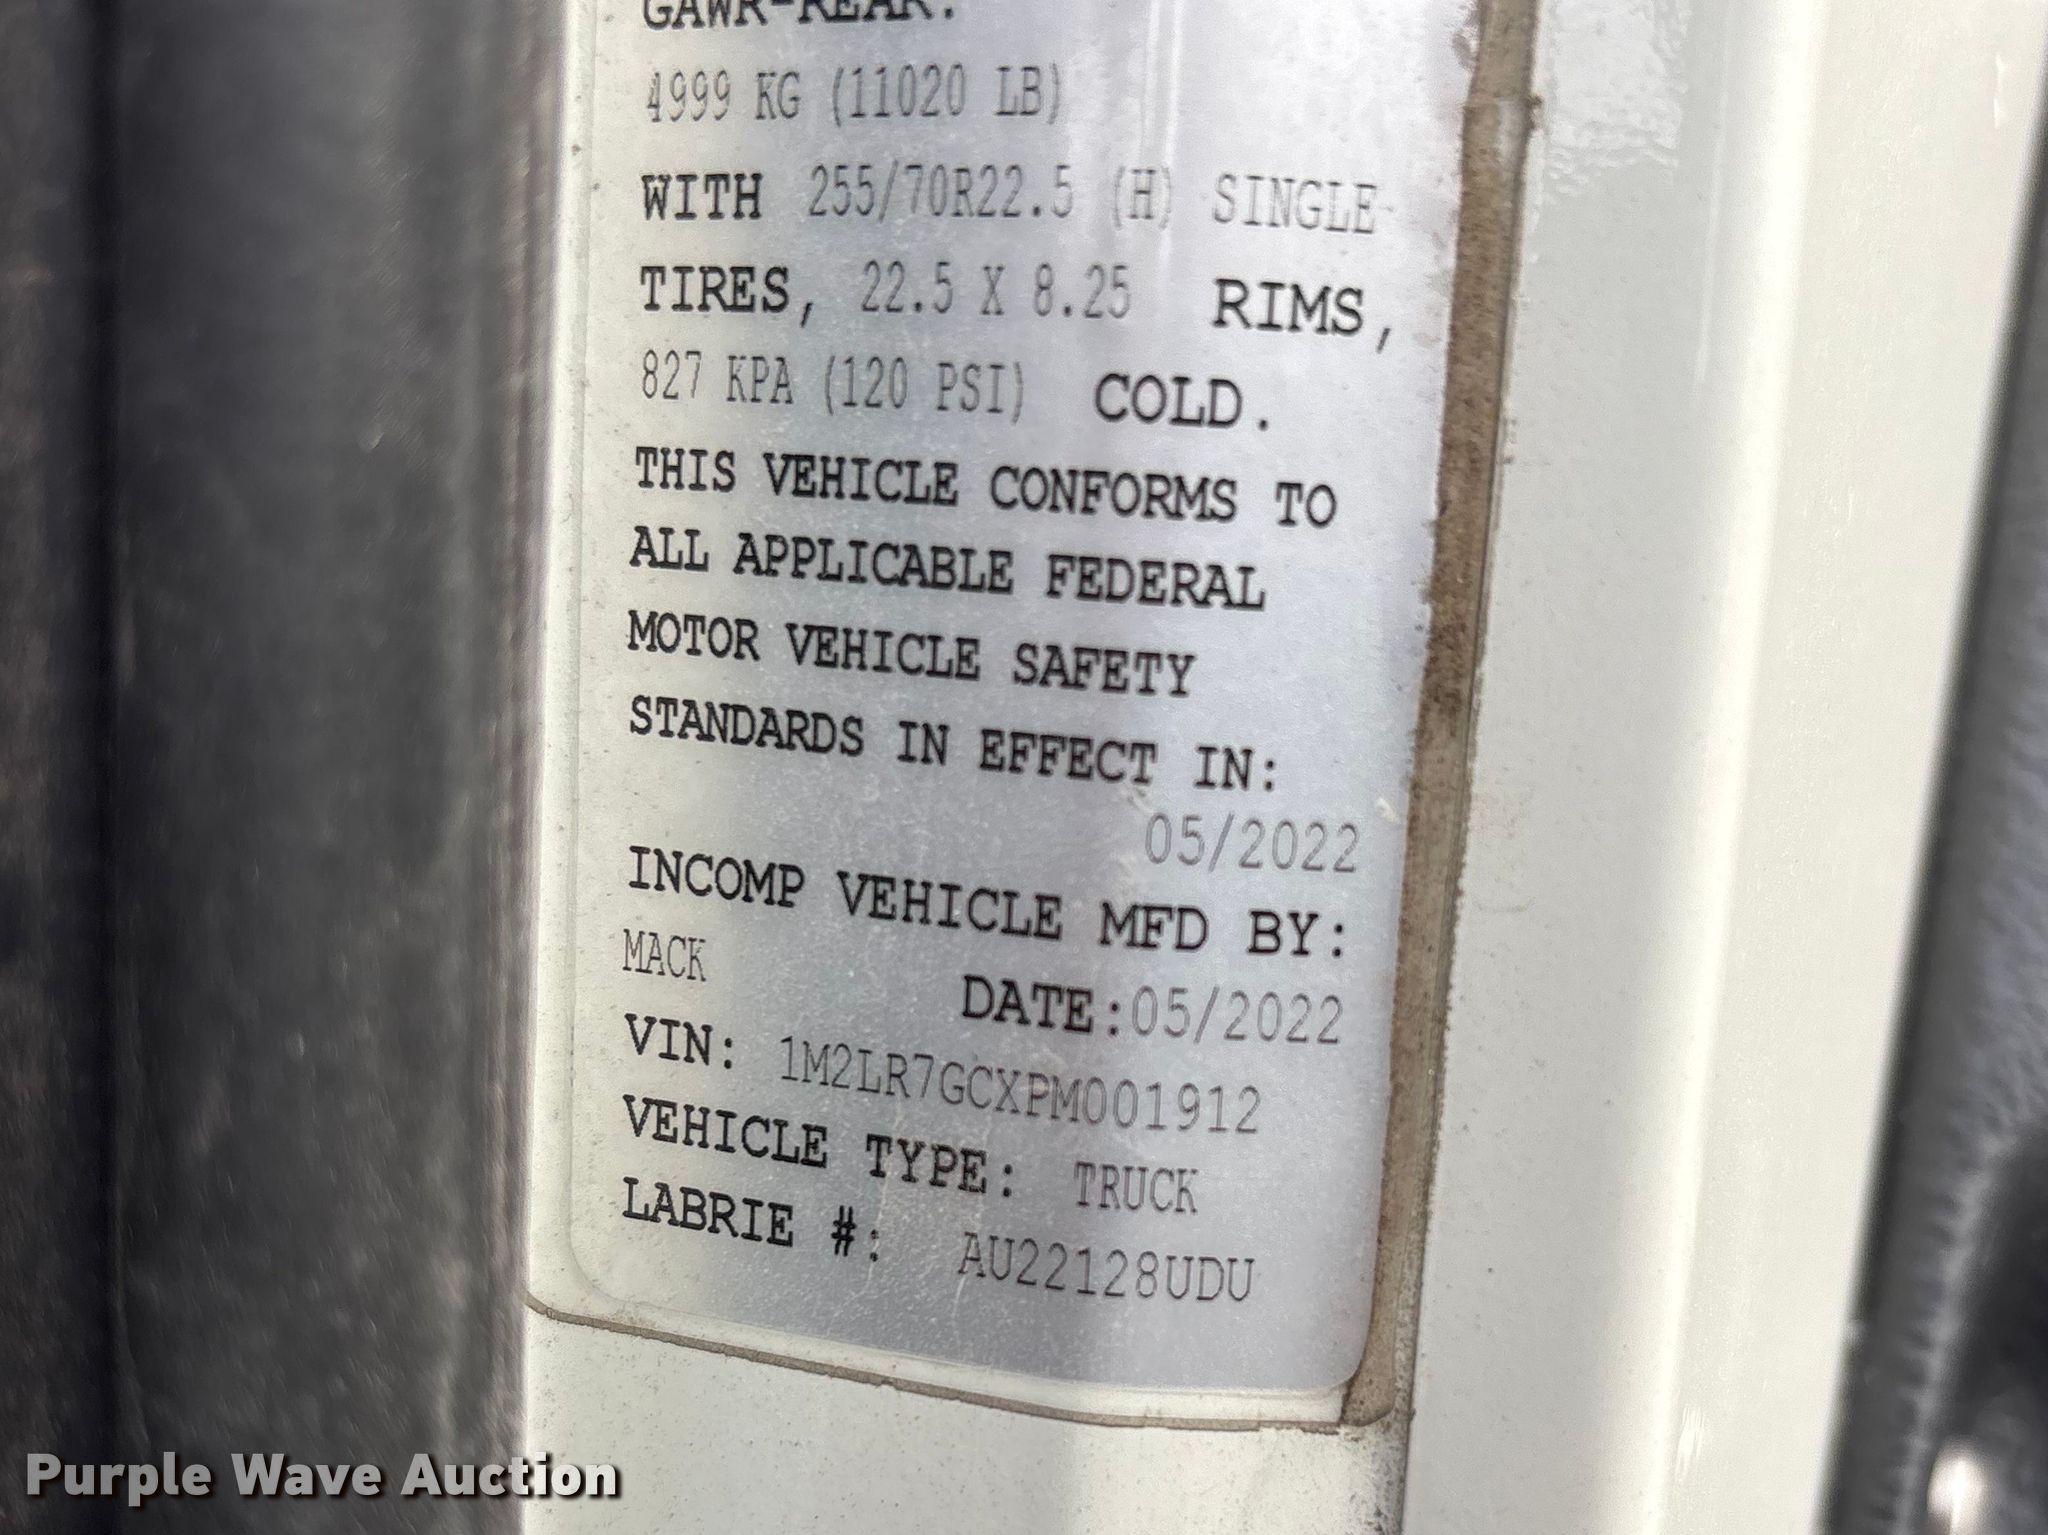 GAWR-REAR:
4999 KG (11020 LB)
WITH 255/70R22.5 (H) SINGLE
TIRES, 22.5 X 8.25 RIMS,
827 KPA (120 PSI) COLD.
THIS VEHICLE CONFORMS TO
ALL APPLICABLE FEDERAL
MOTOR VEHICLE SAFETY
STANDARDS IN EFFECT IN:
05/2022
INCOMP VEHICLE MFD BY:
MACK DATE:05/2022
VIN: 1M2LR7GCXPM001912
VEHICLE TYPE: TRUCK
LABRIE #: AU22128UDU
Purple Wave Auction